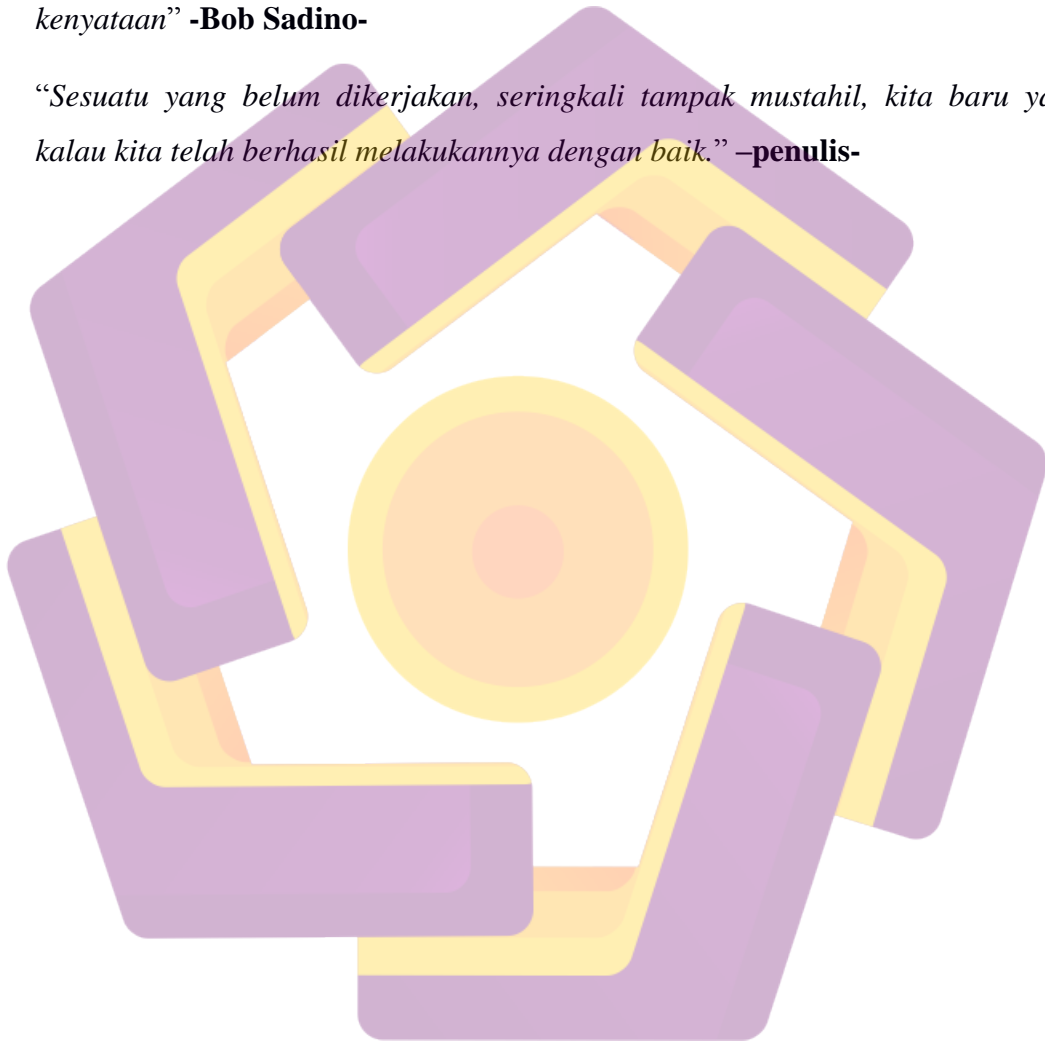 kenyataan” -Bob Sadino-
“Sesuatu yang belum dikerjakan, seringkali tampak mustahil, kita baru
kalau kita telah berhasil melakukannya dengan baik.” –penulis-